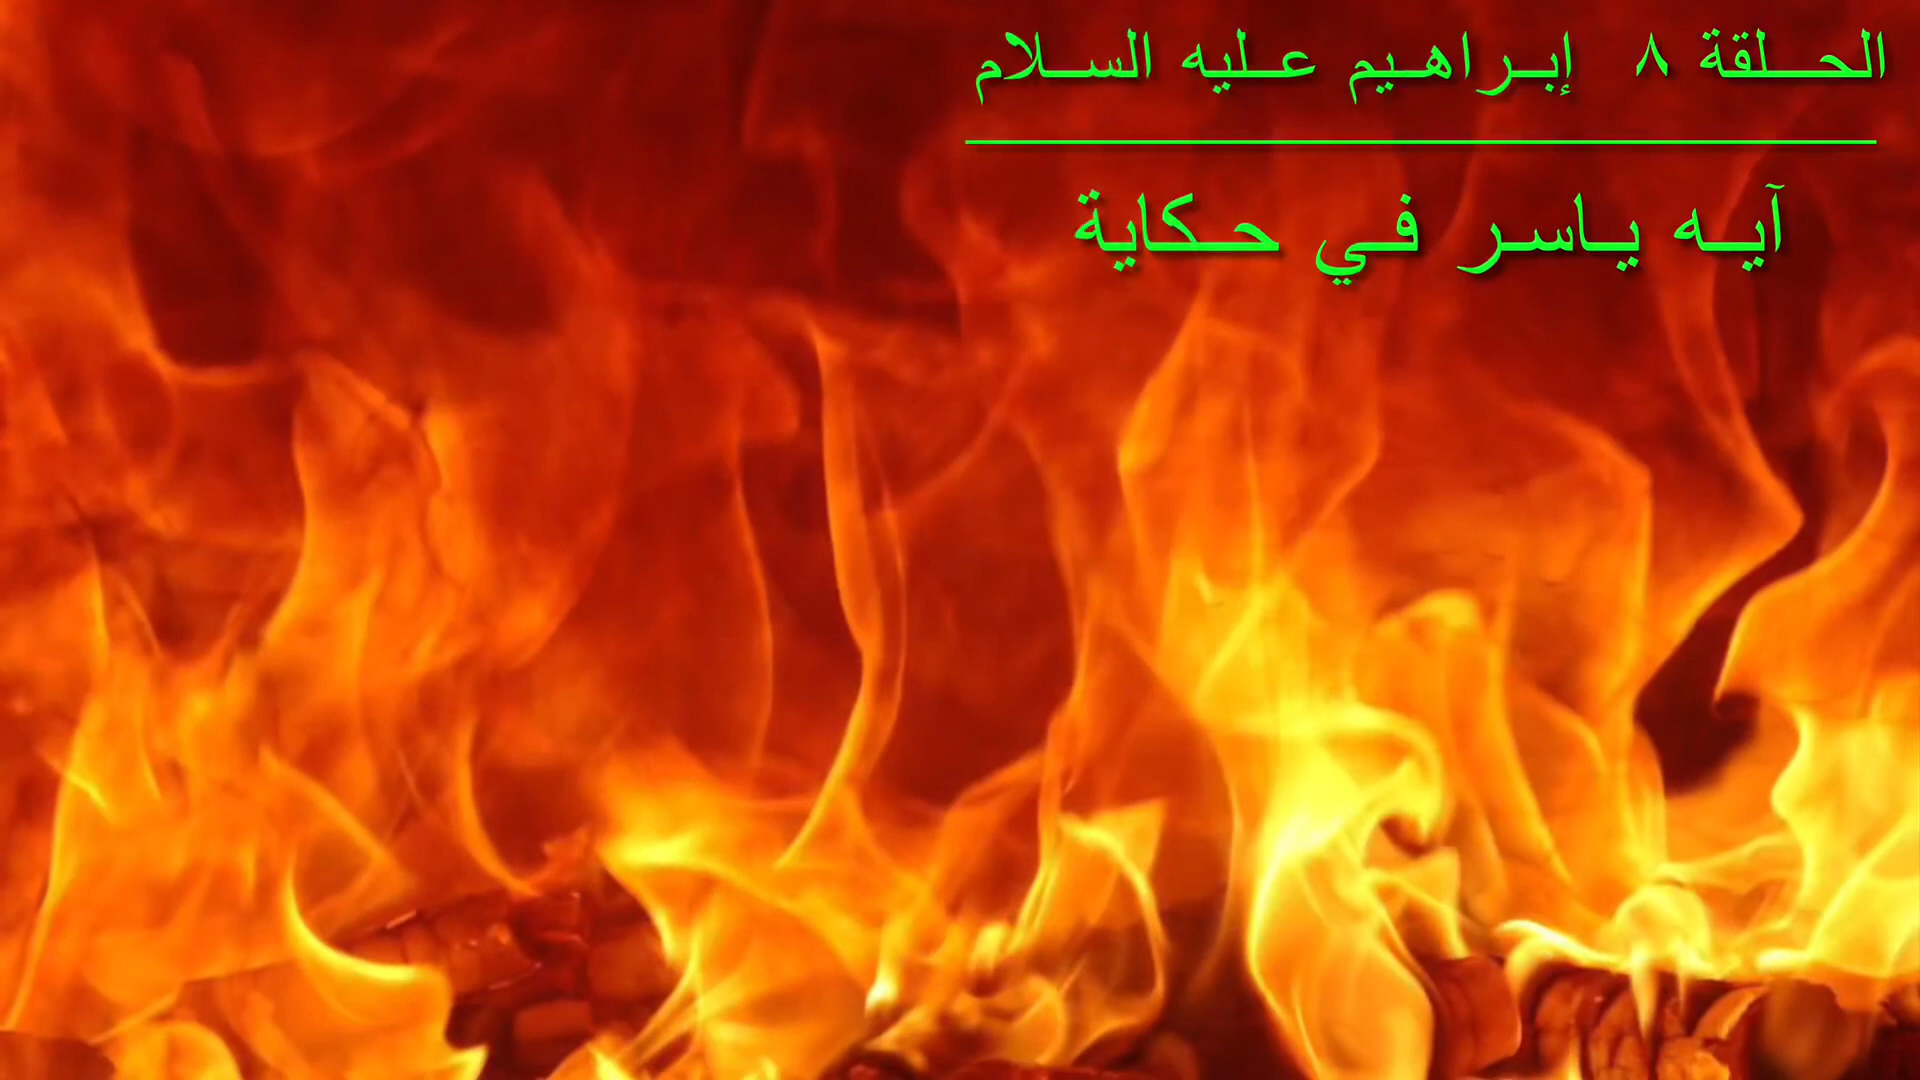 الحلقة ٨ إبراهيم عليه السلام
آيه ياسر في حكاية